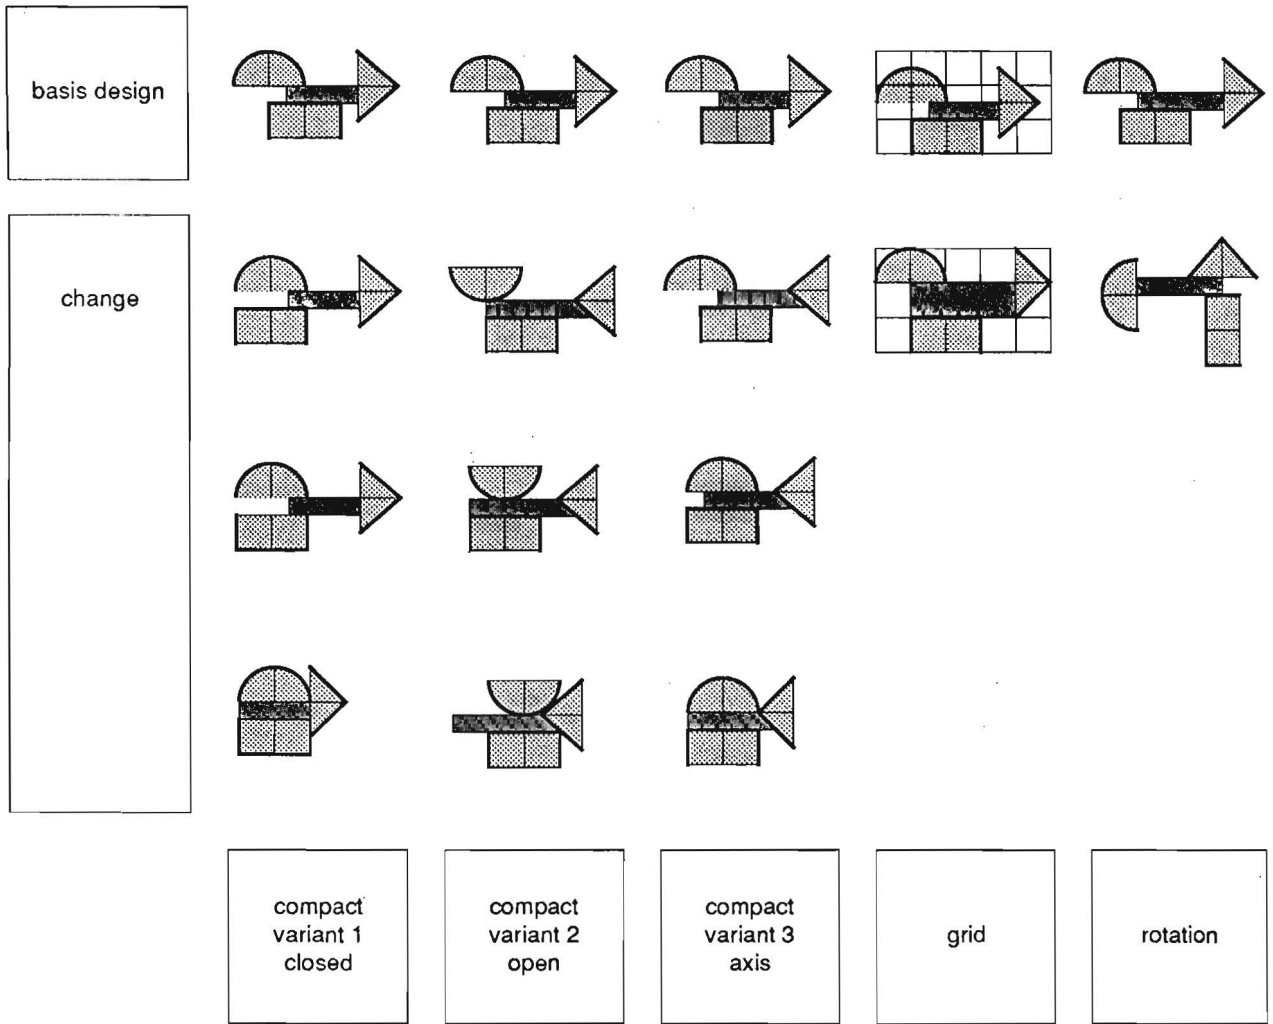 basis design
change
compact
variant 1
closed
compact
variant 2
open
compact
variant 3
axis
grid
rotation